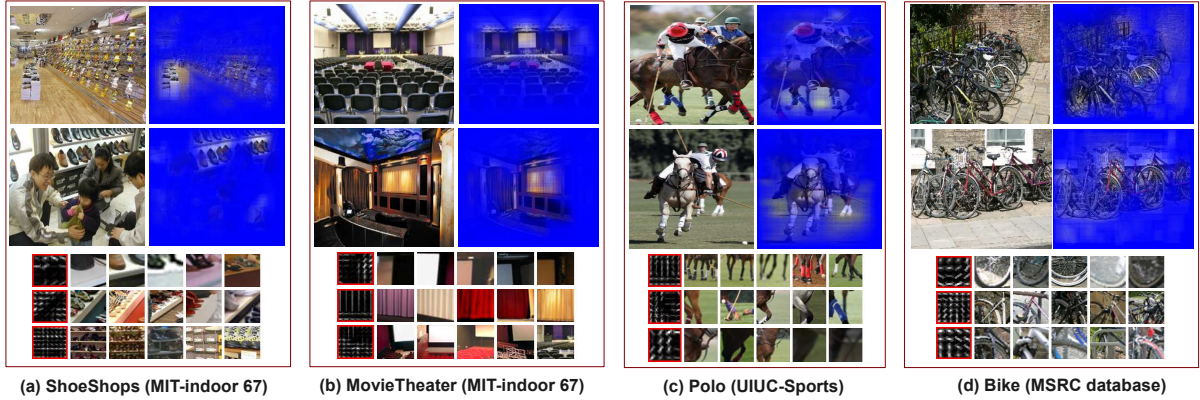 (a) ShoeShops (MIT-indoor 67)
(b) MovieTheater (MIT-indoor 67)
(c) Polo (UIUC-Sports)
(d) Bike (MSRC database)